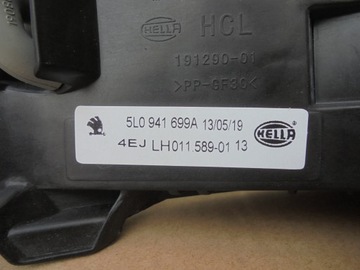 HELLA HCL
191290-01
>PP-GF30<
5L0 941 699A 13/05/19
4EJ LH011 589-01 13
HELLA